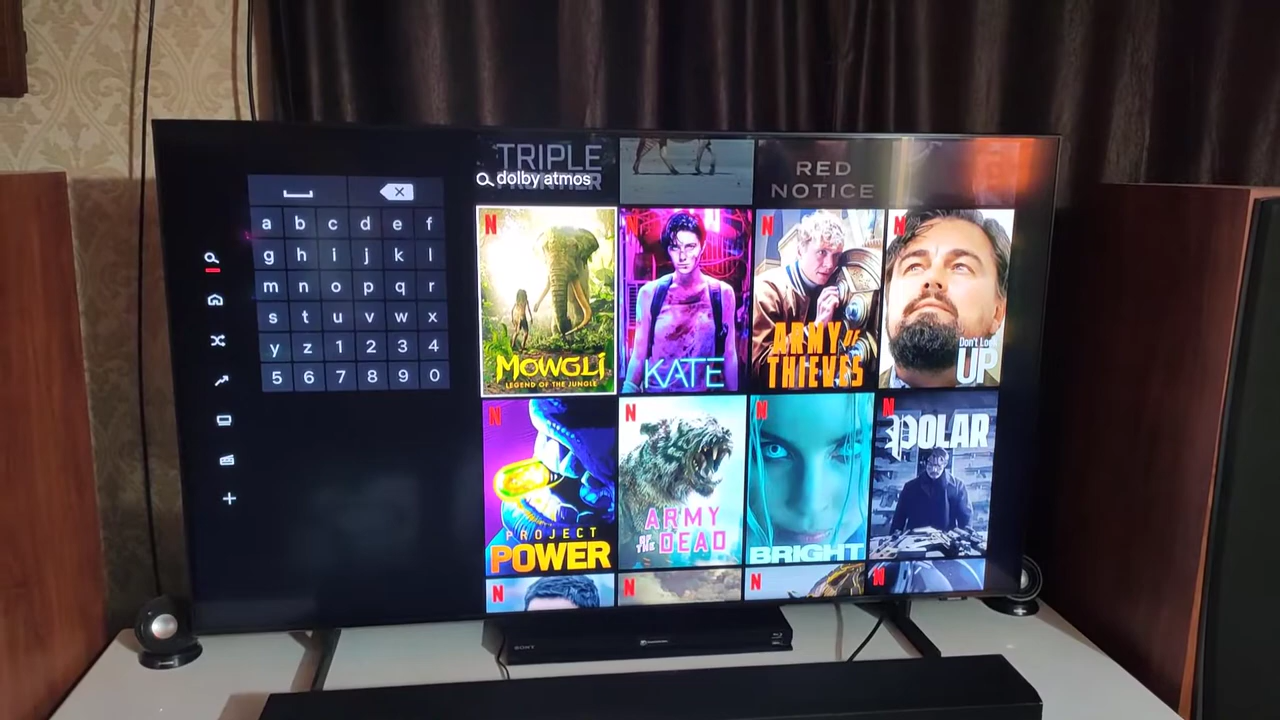 TRIPLE
FRONTIER
dolby atmos
RED
NOTICE
a b c d e f
g h i j k l
m n o p q r
s t u v w x
y z 1 2 3 4
5 6 7 8 9 0
N
MOWGLI
LEGEND OF THE JUNGLE
N
KATE
N
ARMY OF
THIEVES
N
Don't Look
UP
N
PROJECT
POWER
N
ARMY
OF THE DEAD
N
BRIGHT
N
POLAR
N
N
N
N
SONY